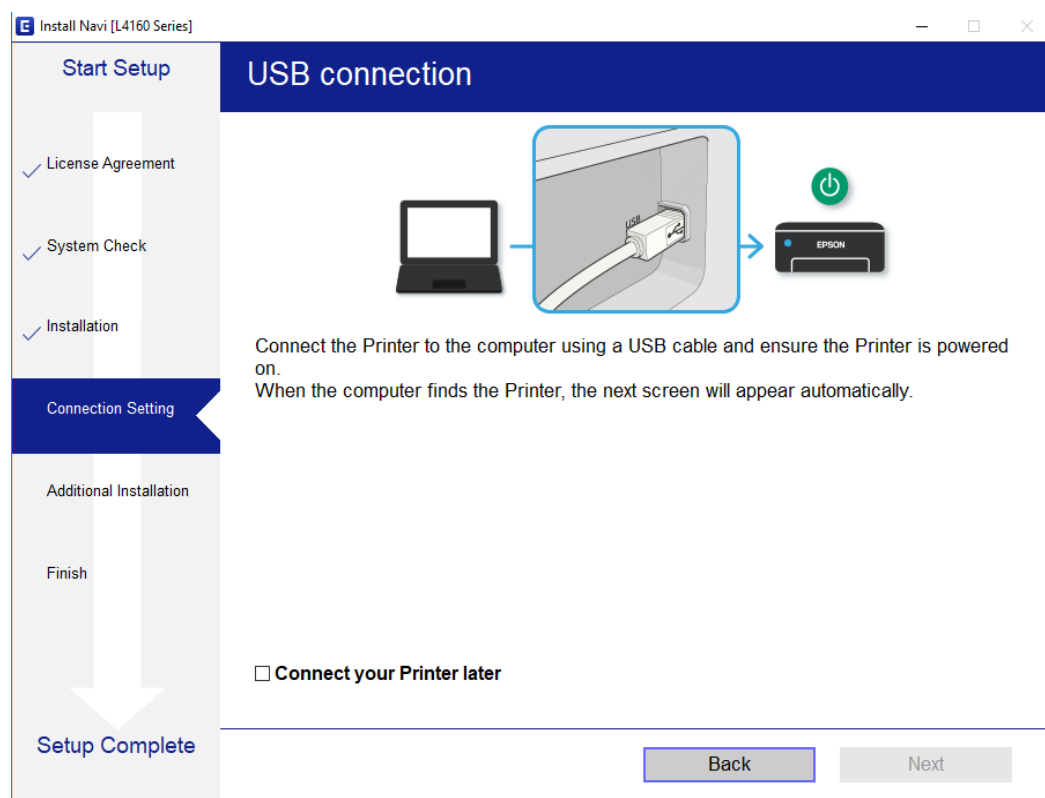 Install Navi [L4160 Series]
Start Setup
USB connection
License Agreement
System Check
Installation
Connection Setting
Additional Installation
Finish
Setup Complete
USB
EPSON
Connect the Printer to the computer using a USB cable and ensure the Printer is powered
on.
When the computer finds the Printer, the next screen will appear automatically.
Connect your Printer later
Back
Next